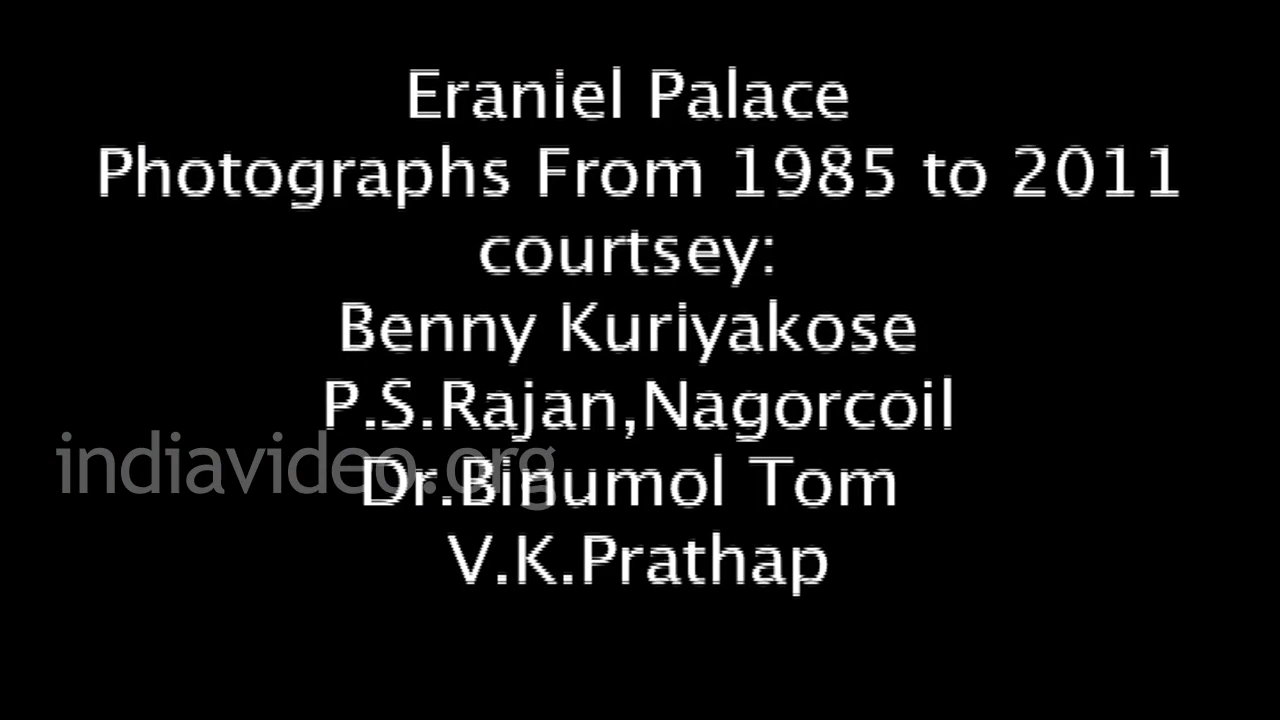 Eraniel Palace
Photographs From 1985 to 2011
courtsey:
Benny Kuriyakose
P.S.Rajan,Nagorcoil
indiavideo.org
Dr.Binumol Tom
V.K.Prathap